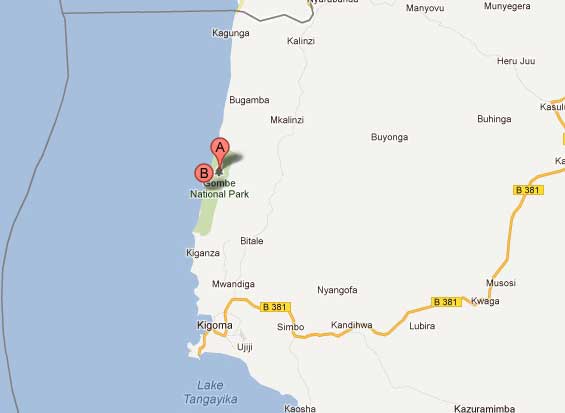 Nyarubanda
Manyovu
Munyegera
Kagunga
Kalinzi
Heru Juu
Bugamba
Kasulu
Mkalinzi
Buhinga
Buyonga
A
B
Gombe
National Park
B 381
Bitale
Kiganza
Mwandiga
Nyangofa
Musosi
B 381
B 381
Kwaga
Kigoma
Simbo
Kandihwa
Lubira
Ujiji
Lake
Tangayika
Kaosha
Kazuramimba